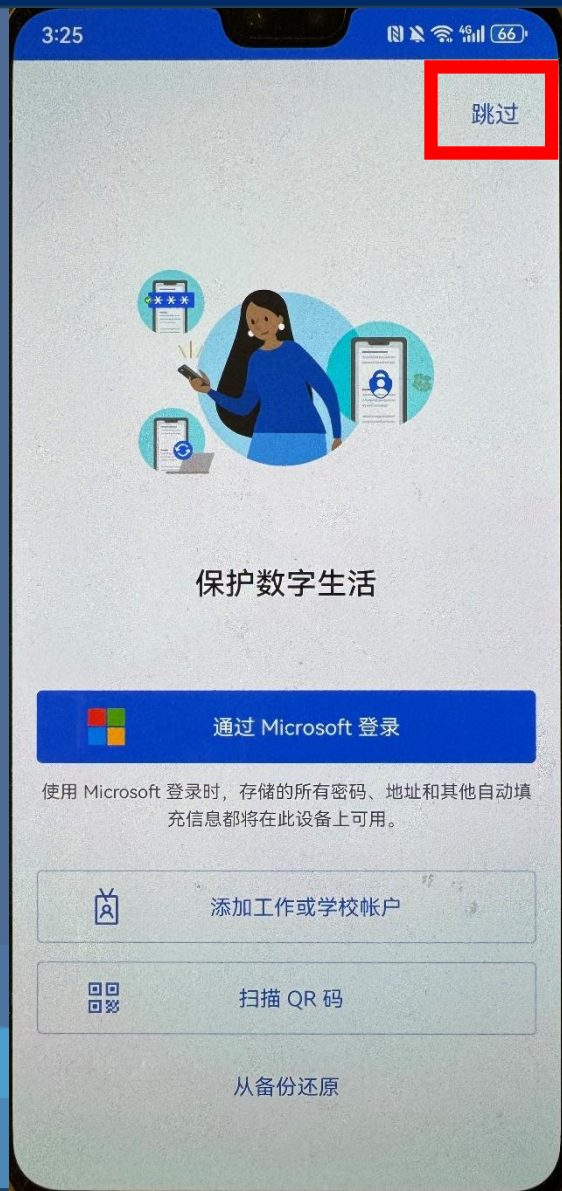 3:25
4G 66
跳过
***
保护数字生活
通过 Microsoft 登录
使用 Microsoft 登录时，存储的所有密码、地址和其他自动填
充信息都将在此设备上可用。
添加工作或学校帐户
扫描 QR 码
从备份还原